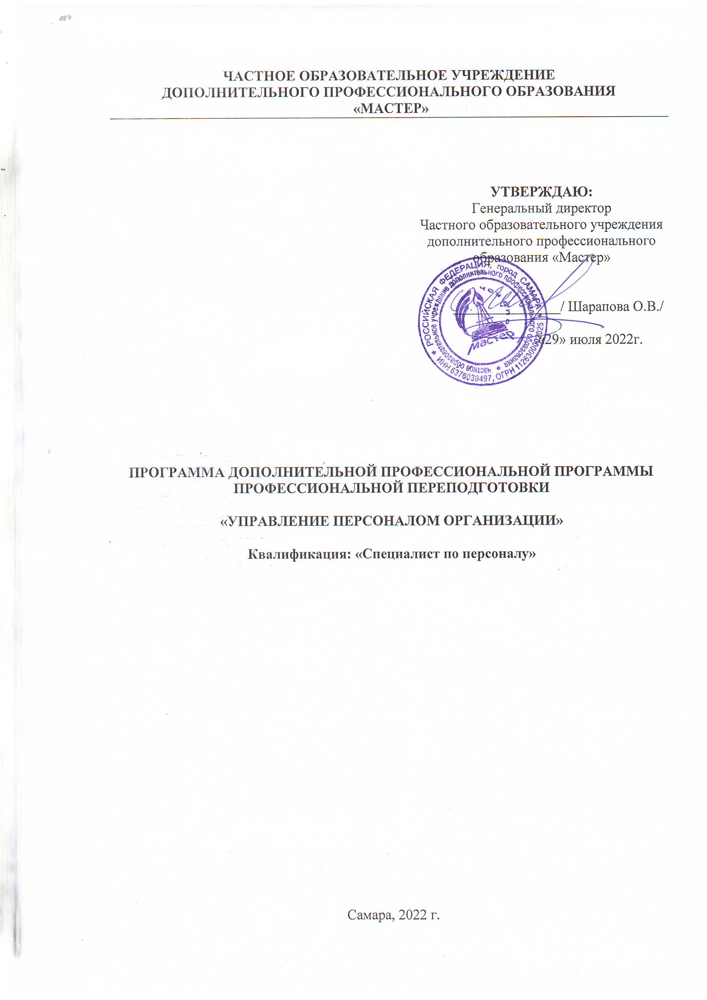 ЧАСТНОЕ ОБРАЗОВАТЕЛЬНОЕ УЧРЕЖДЕНИЕ
ДОПОЛНИТЕЛЬНОГО ПРОФЕССИОНАЛЬНОГО ОБРАЗОВАНИЯ
«МАСТЕР»
УТВЕРЖДАЮ:
Генеральный директор
Частного образовательного учреждения
дополнительного профессионального
образования «Мастер»
/ Шарапова О.В./
«29» июля 2022г.
* РОССИЙСКАЯ ФЕДЕРАЦИЯ, город САМАРА *
ИНН 6376039497, ОГРН 1126300002025
частное образовательное учреждение дополнительного профессионального образования *
Мастер
ПРОГРАММА ДОПОЛНИТЕЛЬНОЙ ПРОФЕССИОНАЛЬНОЙ ПРОГРАММЫ
ПРОФЕССИОНАЛЬНОЙ ПЕРЕПОДГОТОВКИ
«УПРАВЛЕНИЕ ПЕРСОНАЛОМ ОРГАНИЗАЦИИ»
Квалификация: «Специалист по персоналу»
Самара, 2022 г.